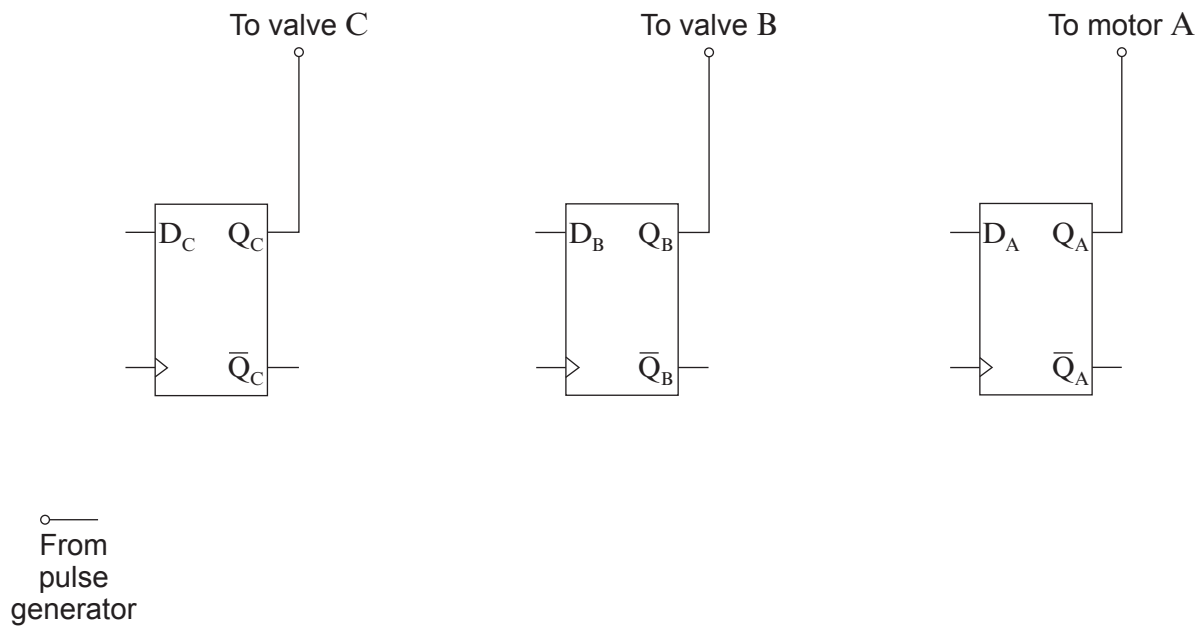 To valve C
To valve B
To motor A
D_C Q_C
D_B Q_B
D_A Q_A
Q̅_C
Q̅_B
Q̅_A
From
pulse
generator